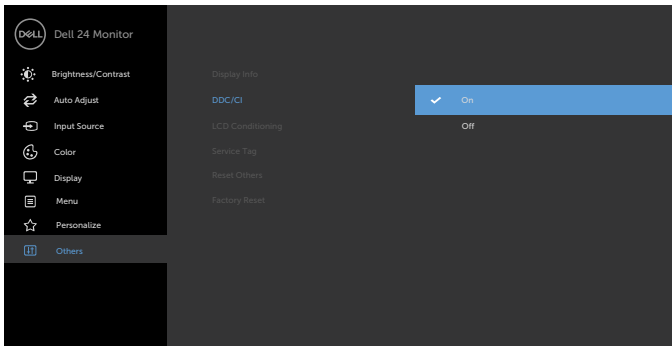 DELL Dell 24 Monitor
Brightness/Contrast
Display Info
Auto Adjust
DDC/CI
On
Input Source
LCD Conditioning
Off
Color
Service Tag
Display
Reset Others
Menu
Factory Reset
Personalize
Others